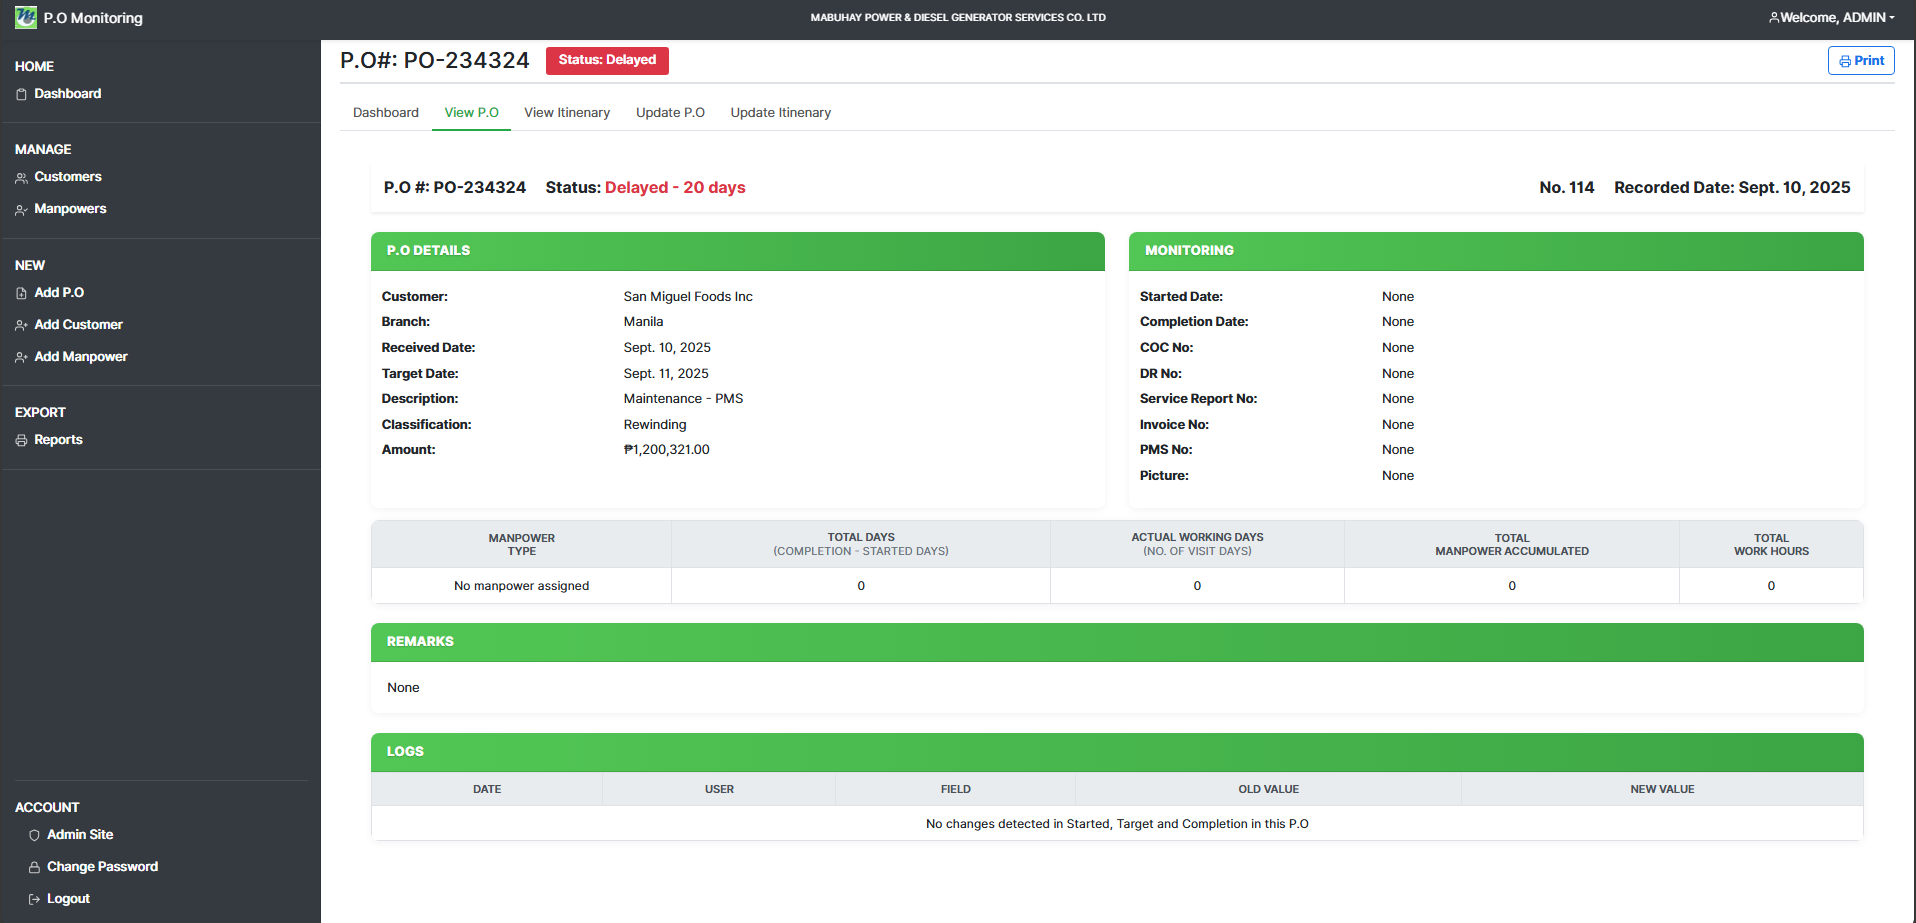 P.O Monitoring
MABUHAY POWER & DIESEL GENERATOR SERVICES CO. LTD
Welcome, ADMIN
HOME
Dashboard
MANAGE
Customers
Manpowers
NEW
Add P.O
Add Customer
Add Manpower
EXPORT
Reports
ACCOUNT
Admin Site
Change Password
Logout
P.O#: PO-234324 Status: Delayed
Print
Dashboard View P.O View Itinenary Update P.O Update Itinenary
P.O #: PO-234324 Status: Delayed - 20 days No. 114 Recorded Date: Sept. 10, 2025
P.O DETAILS
Customer: San Miguel Foods Inc
Branch: Manila
Received Date: Sept. 10, 2025
Target Date: Sept. 11, 2025
Description: Maintenance - PMS
Classification: Rewinding
Amount: ₱1,200,321.00
MONITORING
Started Date: None
Completion Date: None
COC No: None
DR No: None
Service Report No: None
Invoice No: None
PMS No: None
Picture: None
MANPOWER
TYPE
TOTAL DAYS
(COMPLETION - STARTED DAYS)
ACTUAL WORKING DAYS
(NO. OF VISIT DAYS)
TOTAL
MANPOWER ACCUMULATED
TOTAL
WORK HOURS
No manpower assigned 0 0 0 0
REMARKS
None
LOGS
DATE USER FIELD OLD VALUE NEW VALUE
No changes detected in Started, Target and Completion in this P.O